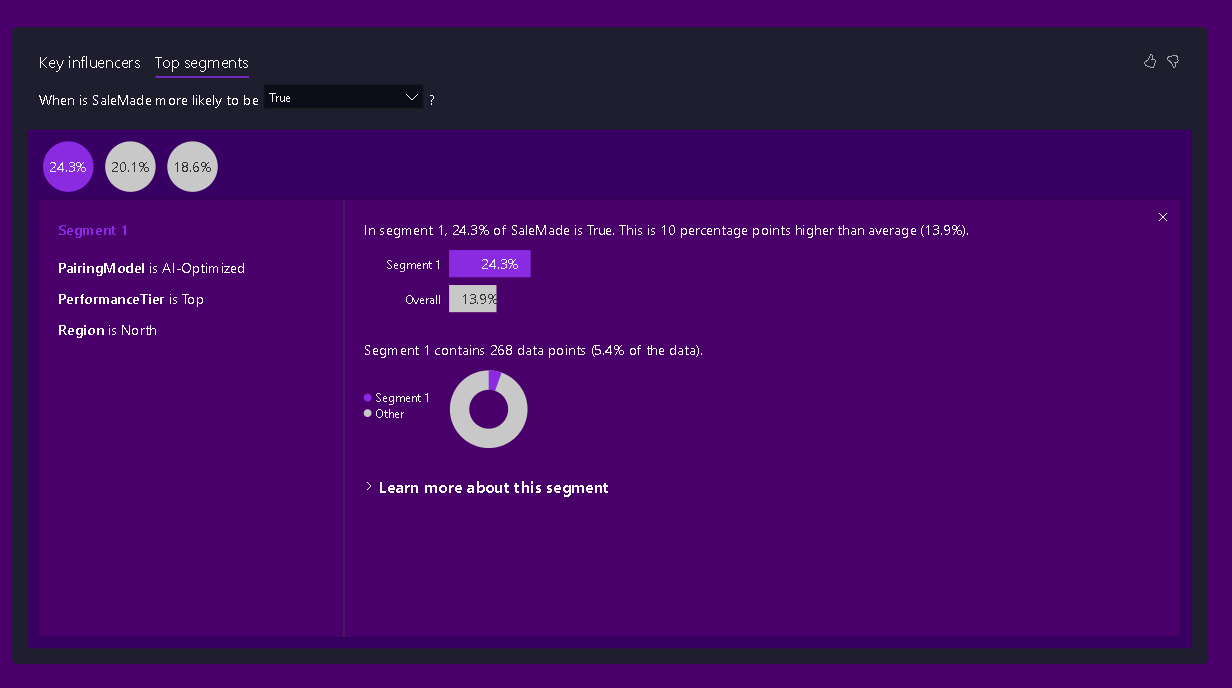 Key influencers Top segments
When is SaleMade more likely to be True ?
24.3% 20.1% 18.6%
Segment 1
PairingModel is AI-Optimized
PerformanceTier is Top
Region is North
In segment 1, 24.3% of SaleMade is True. This is 10 percentage points higher than average (13.9%).
Segment 1 24.3%
Overall 13.9%
Segment 1 contains 268 data points (5.4% of the data).
Segment 1
Other
Learn more about this segment